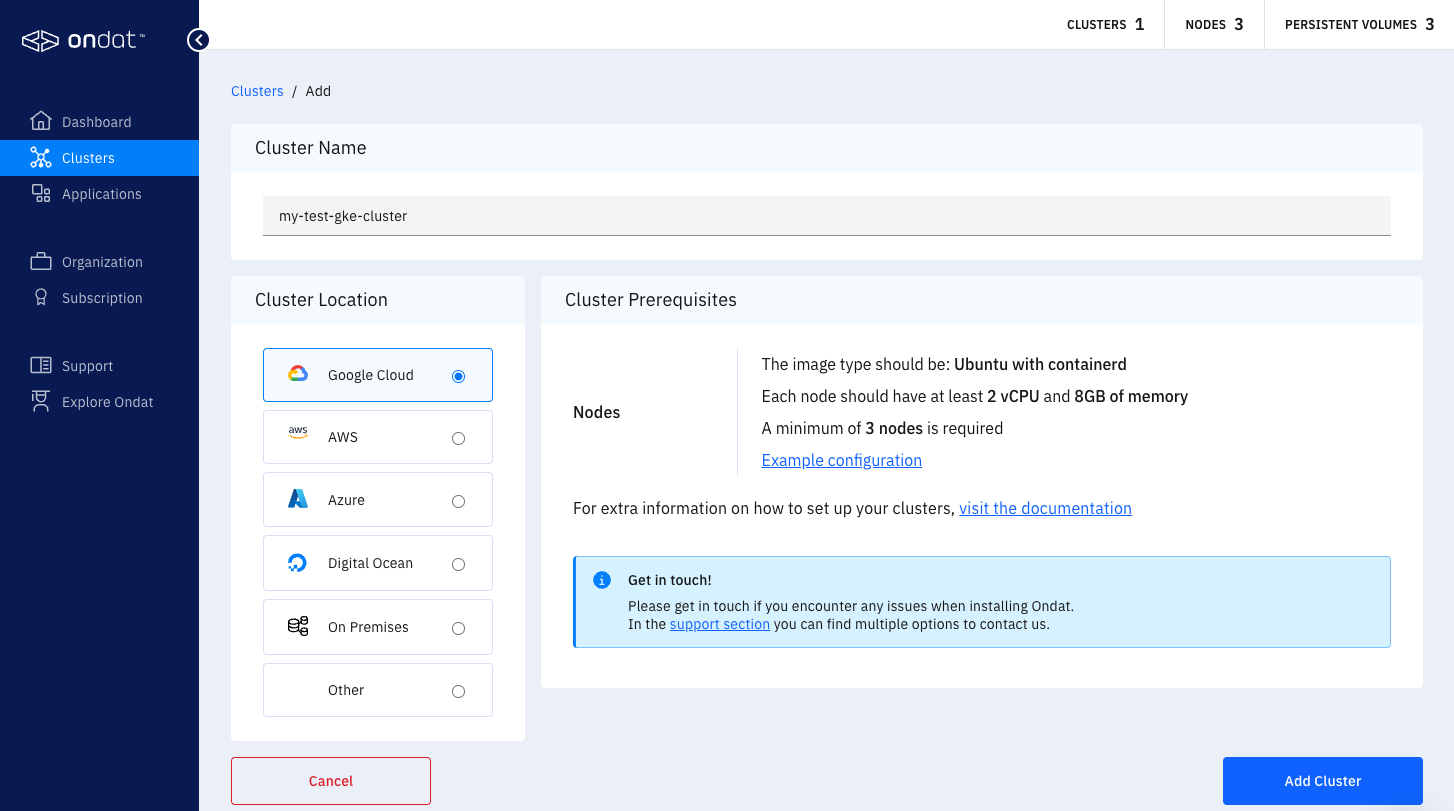 ondat™
CLUSTERS 1
NODES 3
PERSISTENT VOLUMES 3
Dashboard
Clusters
Applications
Organization
Subscription
Support
Explore Ondat
Clusters / Add
Cluster Name
my-test-gke-cluster
Cluster Location
Google Cloud
aws AWS
Azure
Digital Ocean
On Premises
Other
Cluster Prerequisites
Nodes
The image type should be: Ubuntu with containerd
Each node should have at least 2 vCPU and 8GB of memory
A minimum of 3 nodes is required
Example configuration
For extra information on how to set up your clusters, visit the documentation
Get in touch!
Please get in touch if you encounter any issues when installing Ondat.
In the support section you can find multiple options to contact us.
Cancel
Add Cluster